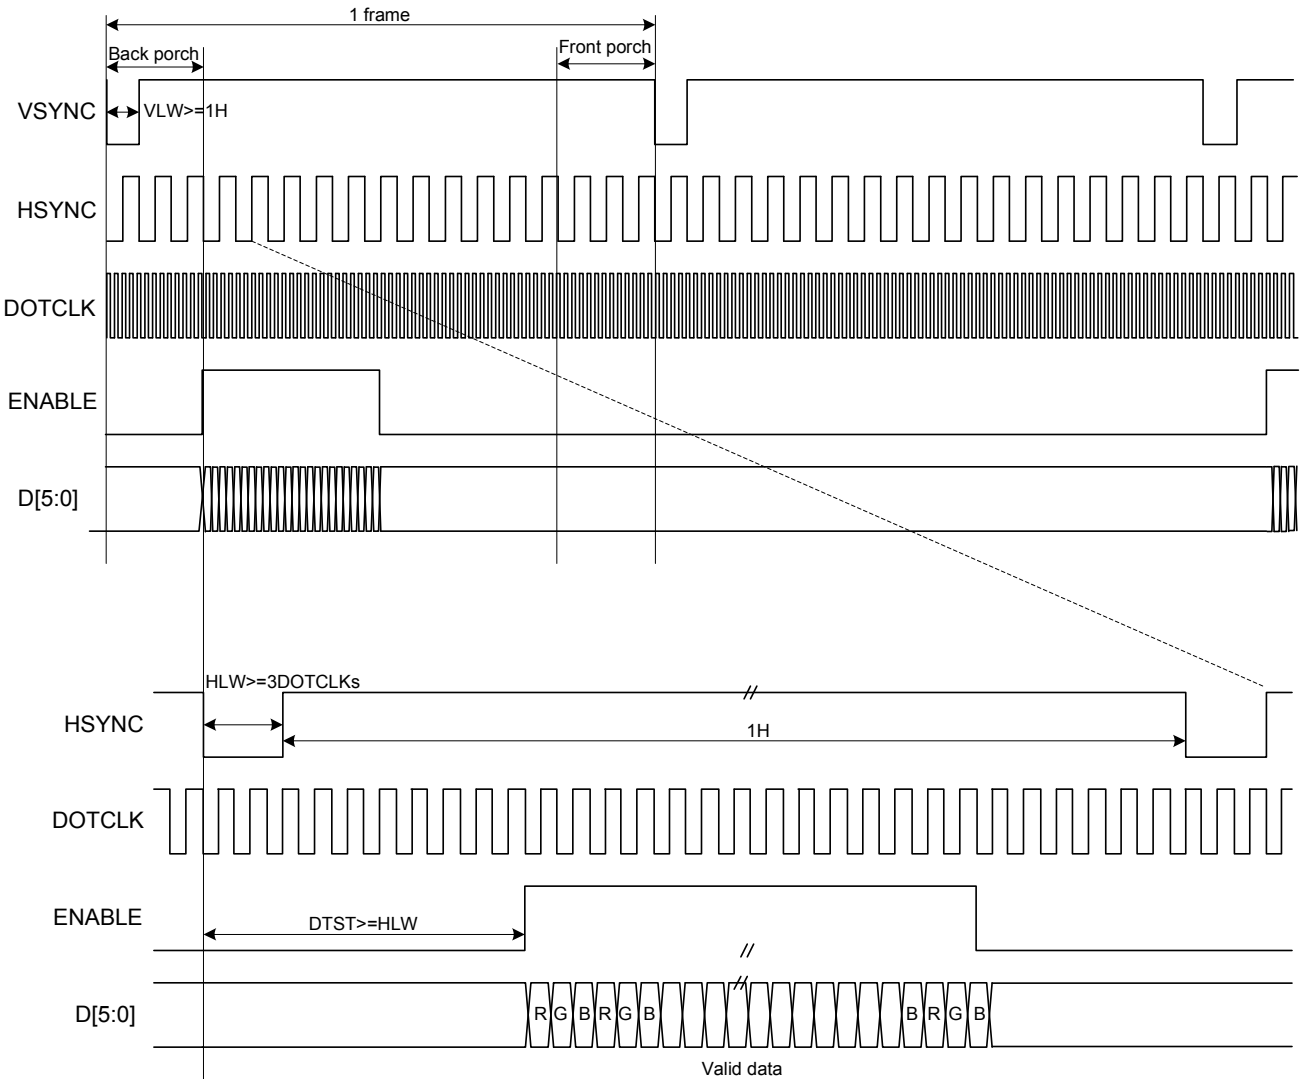 1 frame
Back porch
Front porch
VSYNC
VLW>=1H
HSYNC
DOTCLK
ENABLE
D[5:0]
HLW>=3DOTCLKs
HSYNC
//
1H
DOTCLK
ENABLE
DTST>=HLW
//
//
D[5:0]
R G B R G B B R G B
Valid data